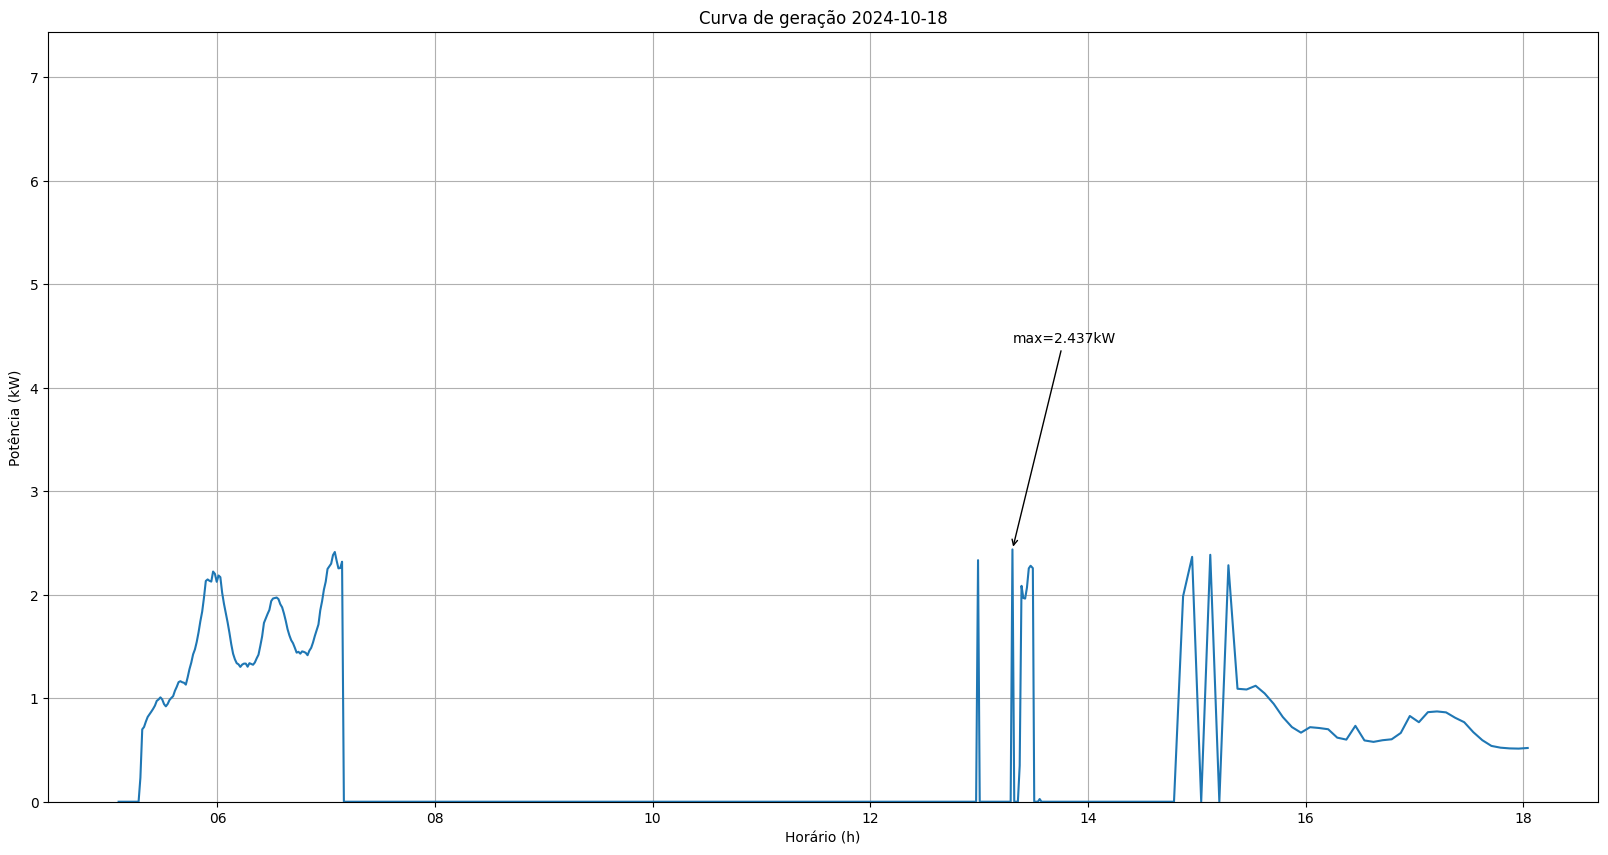 Curva de geração 2024-10-18
Potência (kW)
7
6
5
4
3
2
1
0
max=2.437kW
06 08 10 12 14 16 18
Horário (h)